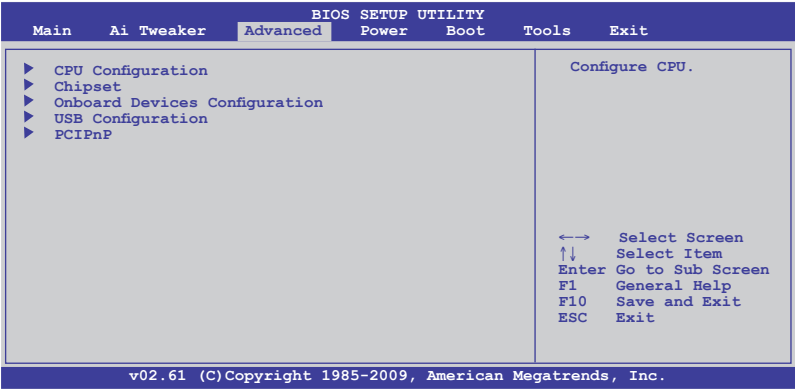 BIOS SETUP UTILITY
Main Ai Tweaker Advanced Power Boot Tools Exit
CPU Configuration
Chipset
Onboard Devices Configuration
USB Configuration
PCIPnP
Configure CPU.
←→ Select Screen
↑↓ Select Item
Enter Go to Sub Screen
F1 General Help
F10 Save and Exit
ESC Exit
v02.61 (C)Copyright 1985-2009, American Megatrends, Inc.